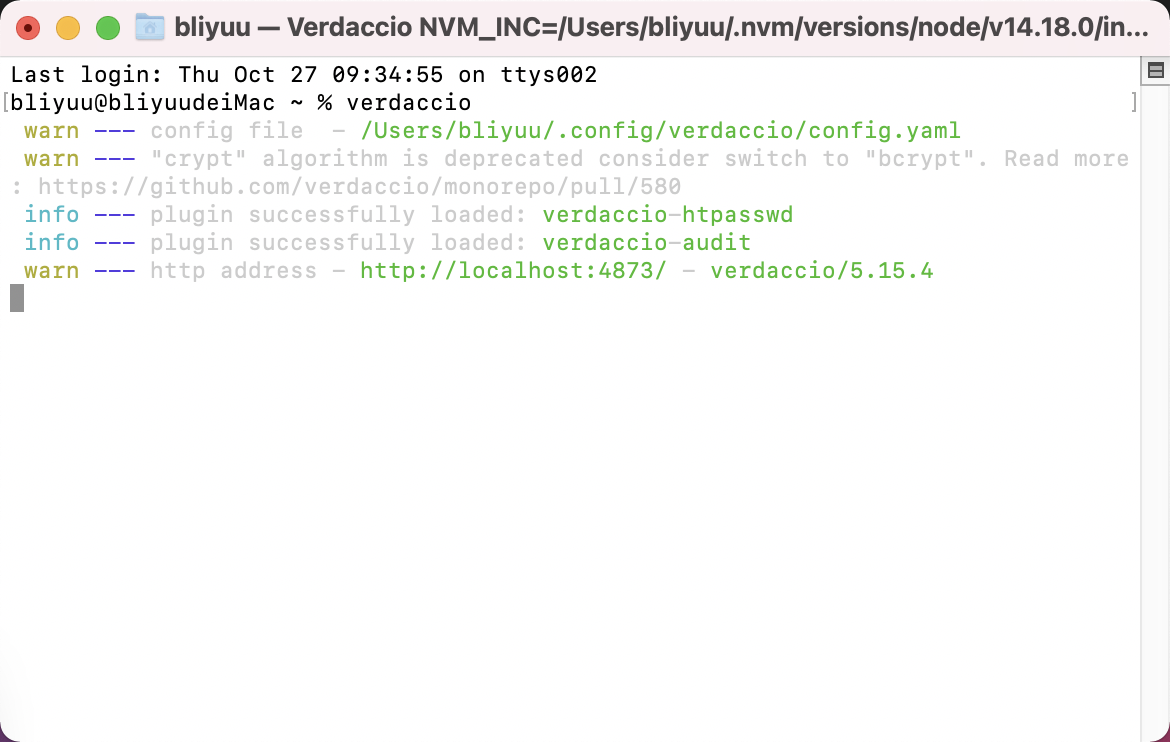 bliyuu — Verdaccio NVM_INC=/Users/bliyuu/.nvm/versions/node/v14.18.0/in...
Last login: Thu Oct 27 09:34:55 on ttys002
[bliyuu@bliyuudeiMac ~ % verdaccio ]
warn --- config file  - /Users/bliyuu/.config/verdaccio/config.yaml
warn --- "crypt" algorithm is deprecated consider switch to "bcrypt". Read more
: https://github.com/verdaccio/monorepo/pull/580
info --- plugin successfully loaded: verdaccio-htpasswd
info --- plugin successfully loaded: verdaccio-audit
warn --- http address - http://localhost:4873/ - verdaccio/5.15.4